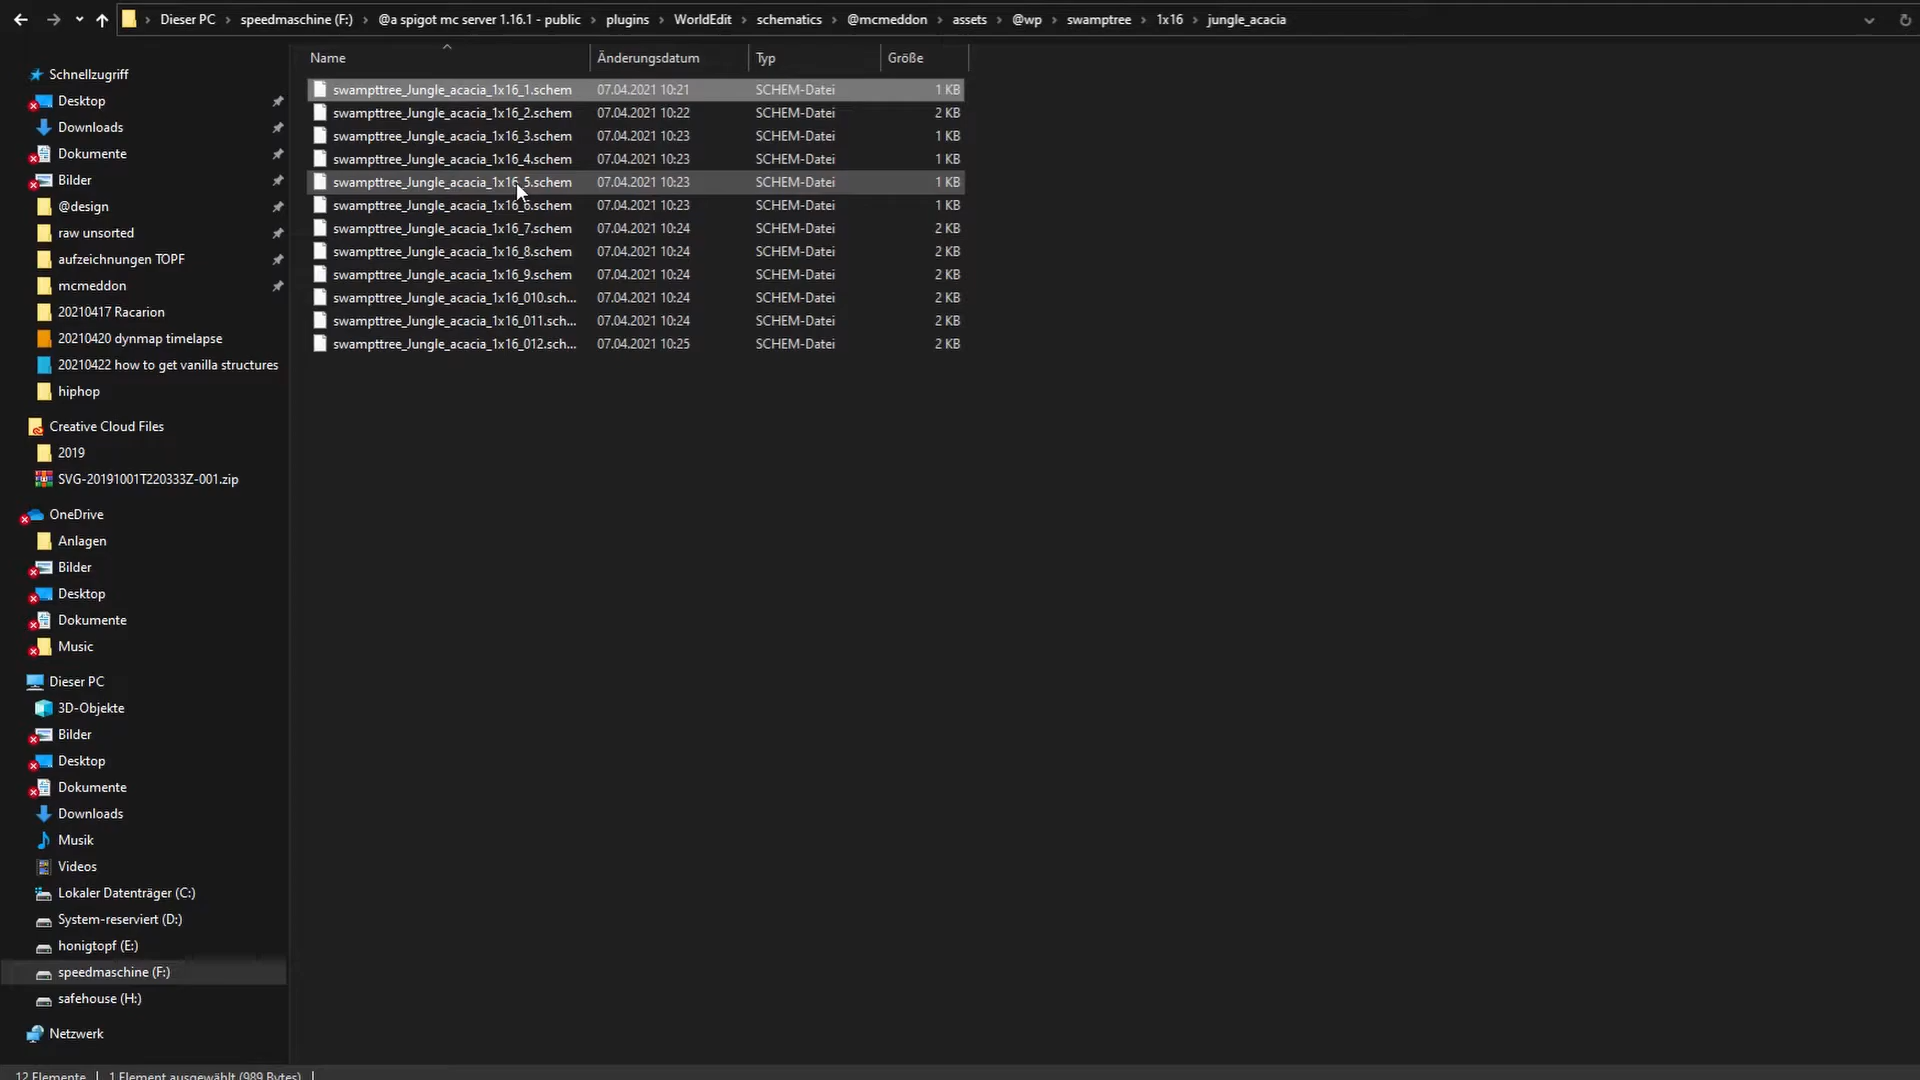 Dieser PC > speedmaschine (F:) > @a spigot mc server 1.16.1 - public > plugins > WorldEdit > schematics > @mcmeddon > assets > @wp > swamptree > 1x16 > jungle_acacia
Name Änderungsdatum Typ Größe
swampttree_Jungle_acacia_1x16_1.schem 07.04.2021 10:21 SCHEM-Datei 1 KB
swampttree_Jungle_acacia_1x16_2.schem 07.04.2021 10:22 SCHEM-Datei 2 KB
swampttree_Jungle_acacia_1x16_3.schem 07.04.2021 10:23 SCHEM-Datei 1 KB
swampttree_Jungle_acacia_1x16_4.schem 07.04.2021 10:23 SCHEM-Datei 1 KB
swampttree_Jungle_acacia_1x16_5.schem 07.04.2021 10:23 SCHEM-Datei 1 KB
swampttree_Jungle_acacia_1x16_6.schem 07.04.2021 10:23 SCHEM-Datei 1 KB
swampttree_Jungle_acacia_1x16_7.schem 07.04.2021 10:24 SCHEM-Datei 2 KB
swampttree_Jungle_acacia_1x16_8.schem 07.04.2021 10:24 SCHEM-Datei 2 KB
swampttree_Jungle_acacia_1x16_9.schem 07.04.2021 10:24 SCHEM-Datei 2 KB
swampttree_Jungle_acacia_1x16_010.sch... 07.04.2021 10:24 SCHEM-Datei 2 KB
swampttree_Jungle_acacia_1x16_011.sch... 07.04.2021 10:24 SCHEM-Datei 2 KB
swampttree_Jungle_acacia_1x16_012.sch... 07.04.2021 10:25 SCHEM-Datei 2 KB
Schnellzugriff
Desktop
Downloads
Dokumente
Bilder
@design
raw unsorted
aufzeichnungen TOPF
mcmeddon
20210417 Racarion
20210420 dynmap timelapse
20210422 how to get vanilla structures
hiphop
Creative Cloud Files
2019
SVG-20191001T220333Z-001.zip
OneDrive
Anlagen
Bilder
Desktop
Dokumente
Music
Dieser PC
3D-Objekte
Bilder
Desktop
Dokumente
Downloads
Musik
Videos
Lokaler Datenträger (C:)
System-reserviert (D:)
honigtopf (E:)
speedmaschine (F:)
safehouse (H:)
Netzwerk
12 Elemente | 1 Element ausgewählt (989 Bytes) |